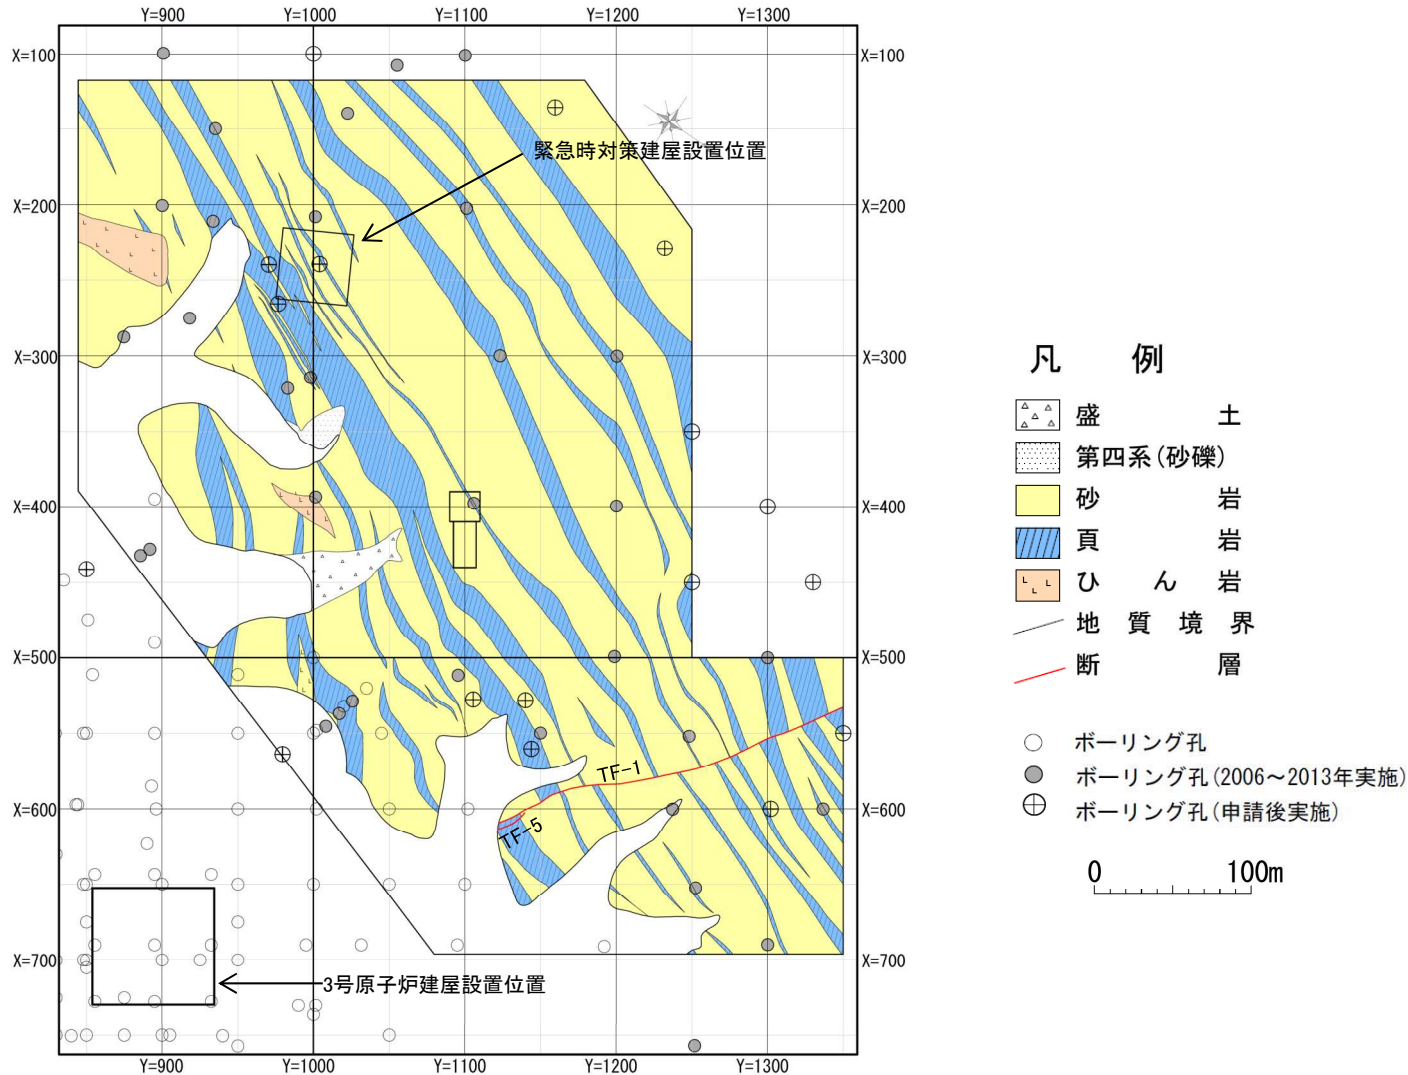 Y=900 Y=1000 Y=1100 Y=1200 Y=1300
X=100 X=100
緊急時対策建屋設置位置
X=200 X=200
X=300 X=300
凡 例
盛 土
第四系(砂礫)
砂 岩
頁 岩
ひ ん 岩
地 質 境 界
断 層
X=400 X=400
X=500 X=500
TF-1
ボーリング孔
ボーリング孔(2006~2013年実施)
ボーリング孔(申請後実施)
X=600 X=600
TF-5
0 100m
X=700 X=700
3号原子炉建屋設置位置
Y=900 Y=1000 Y=1100 Y=1200 Y=1300